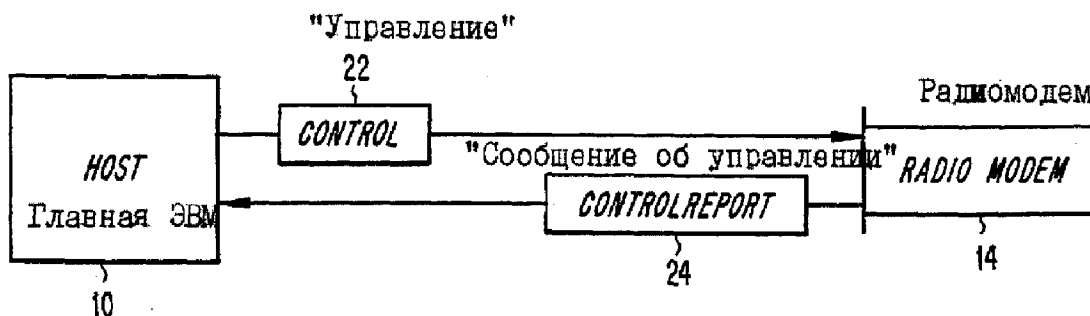 "Управление"
22
Радиомодем
CONTROL
HOST
"Сообщение об управлении"
RADIO MODEM
Главная ЭВМ
CONTROLREPORT
24
14
10